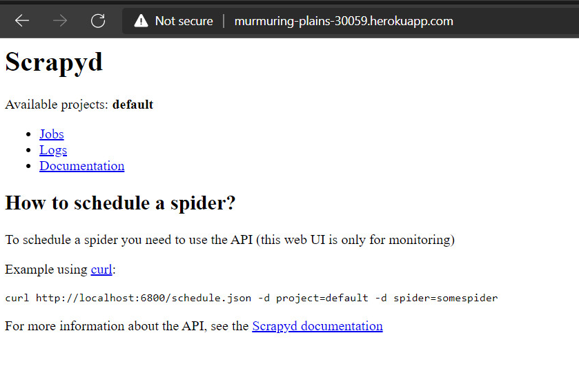 Not secure | murmuring-plains-30059.herokuapp.com
Scrapyd
Available projects: default
Jobs
Logs
Documentation
How to schedule a spider?
To schedule a spider you need to use the API (this web UI is only for monitoring)
Example using curl:
curl http://localhost:6800/schedule.json -d project=default -d spider=somespider
For more information about the API, see the Scrapyd documentation